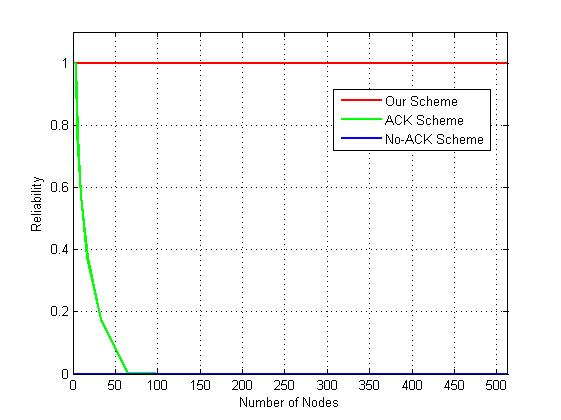 1
0.8
0.6
0.4
0.2
0
Reliability
Our Scheme
ACK Scheme
No-ACK Scheme
0 50 100 150 200 250 300 350 400 450 500
Number of Nodes